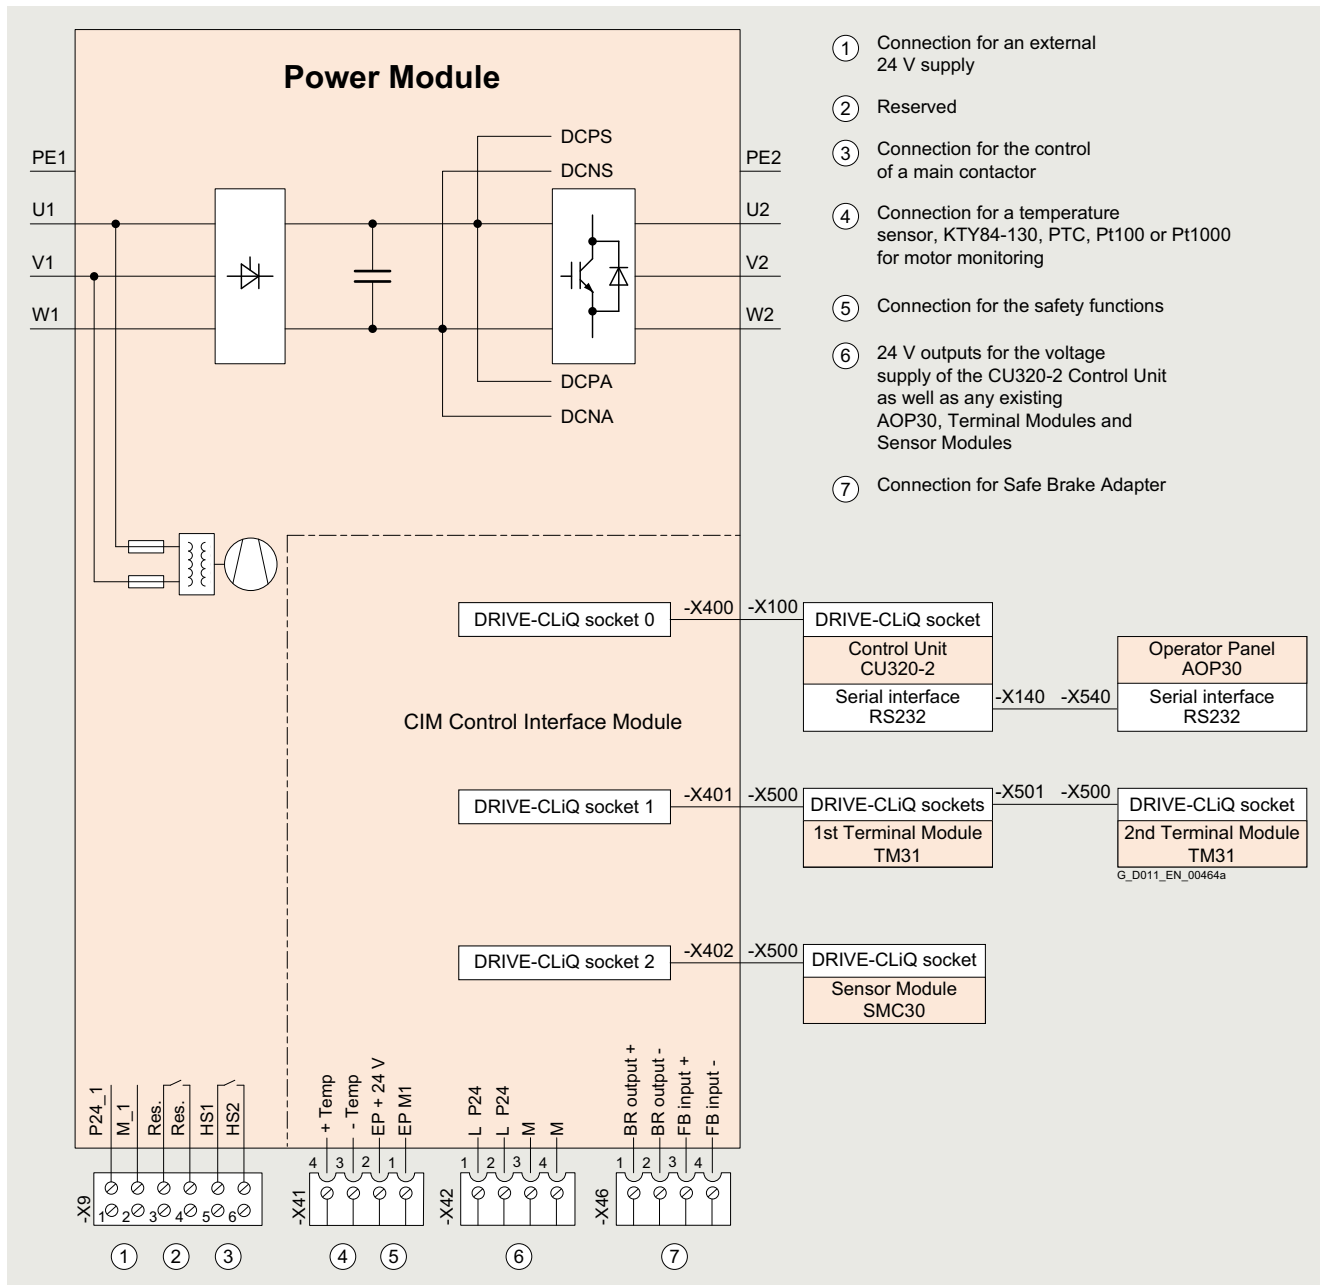 Power Module
DCPS
DCNS
PE1
PE2
U1
U2
V1
V2
W1
W2
DCPA
DCNA
1 Connection for an external
24 V supply
2 Reserved
3 Connection for the control
of a main contactor
4 Connection for a temperature
sensor, KTY84-130, PTC, Pt100 or Pt1000
for motor monitoring
5 Connection for the safety functions
6 24 V outputs for the voltage
supply of the CU320-2 Control Unit
as well as any existing
AOP30, Terminal Modules and
Sensor Modules
7 Connection for Safe Brake Adapter
DRIVE-CLiQ socket 0
-X400
-X100
DRIVE-CLiQ socket
Control Unit
CU320-2
Serial interface
RS232
-X140
-X540
Operator Panel
AOP30
Serial interface
RS232
CIM Control Interface Module
DRIVE-CLiQ socket 1
-X401
-X500
DRIVE-CLiQ sockets
1st Terminal Module
TM31
-X501
-X500
DRIVE-CLiQ socket
2nd Terminal Module
TM31
G_D011_EN_00464a
DRIVE-CLiQ socket 2
-X402
-X500
DRIVE-CLiQ socket
Sensor Module
SMC30
P24_1
M_1
Res.
Res.
HS1
HS2
-X9
1 2 3 4 5 6
1
2
3
+ Temp
- Temp
EP + 24 V
EP M1
4 3 2 1
-X41
4
5
L P24
L P24
M
M
1 2 3 4
-X42
6
BR output +
BR output -
FB input +
FB input -
1 2 3 4
-X46
7